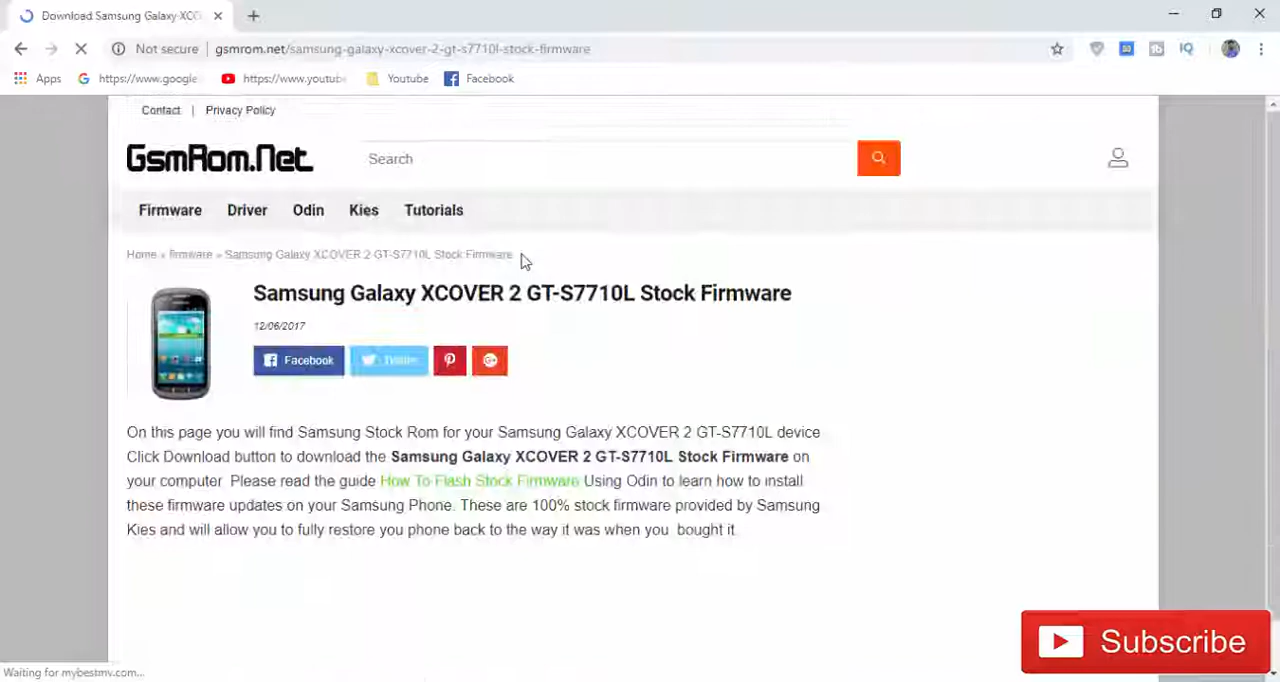 Download Samsung Galaxy XCO
Not secure | gsmrom.net/samsung-galaxy-xcover-2-gt-s7710l-stock-firmware
Apps https://www.google https://www.youtub Youtube Facebook
Contact | Privacy Policy
GsmRom.Net Search
Firmware Driver Odin Kies Tutorials
Home » firmware » Samsung Galaxy XCOVER 2 GT-S7710L Stock Firmware
Samsung Galaxy XCOVER 2 GT-S7710L Stock Firmware
12/06/2017
Facebook Twitter
On this page you will find Samsung Stock Rom for your Samsung Galaxy XCOVER 2 GT-S7710L device
Click Download button to download the Samsung Galaxy XCOVER 2 GT-S7710L Stock Firmware on
your computer Please read the guide How To Flash Stock Firmware Using Odin to learn how to install
these firmware updates on your Samsung Phone. These are 100% stock firmware provided by Samsung
Kies and will allow you to fully restore you phone back to the way it was when you bought it.
Subscribe
Waiting for mybestmv.com...